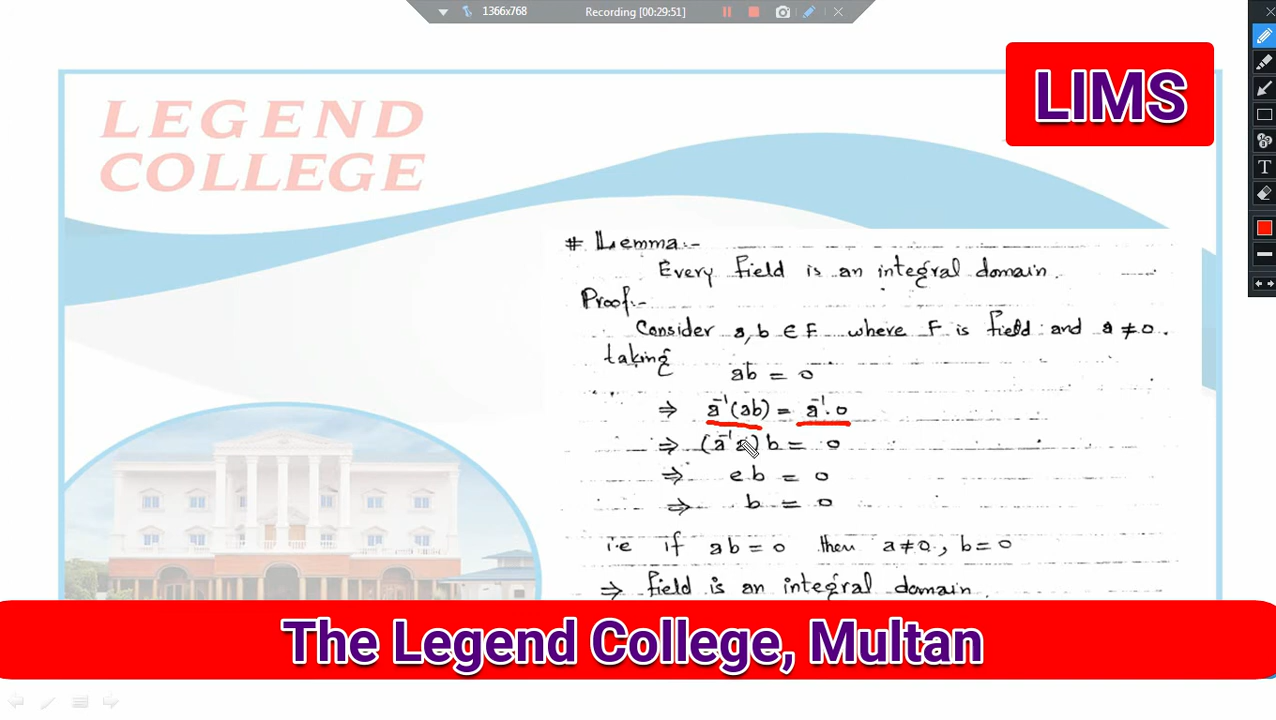 1366x768
Recording [00:29:51]
LIMS
LEGEND
COLLEGE
# Lemma:-
Every field is an integral domain.
Proof:-
Consider a, b ∈ F where F is field and a ≠ 0.
taking
ab = 0
⇒ a⁻¹(ab) = a⁻¹.0
⇒ (a⁻¹a)b = 0
⇒ eb = 0
⇒ b = 0
i.e if ab = 0 then a ≠ 0, b = 0
⇒ field is an integral domain.
The Legend College, Multan
T